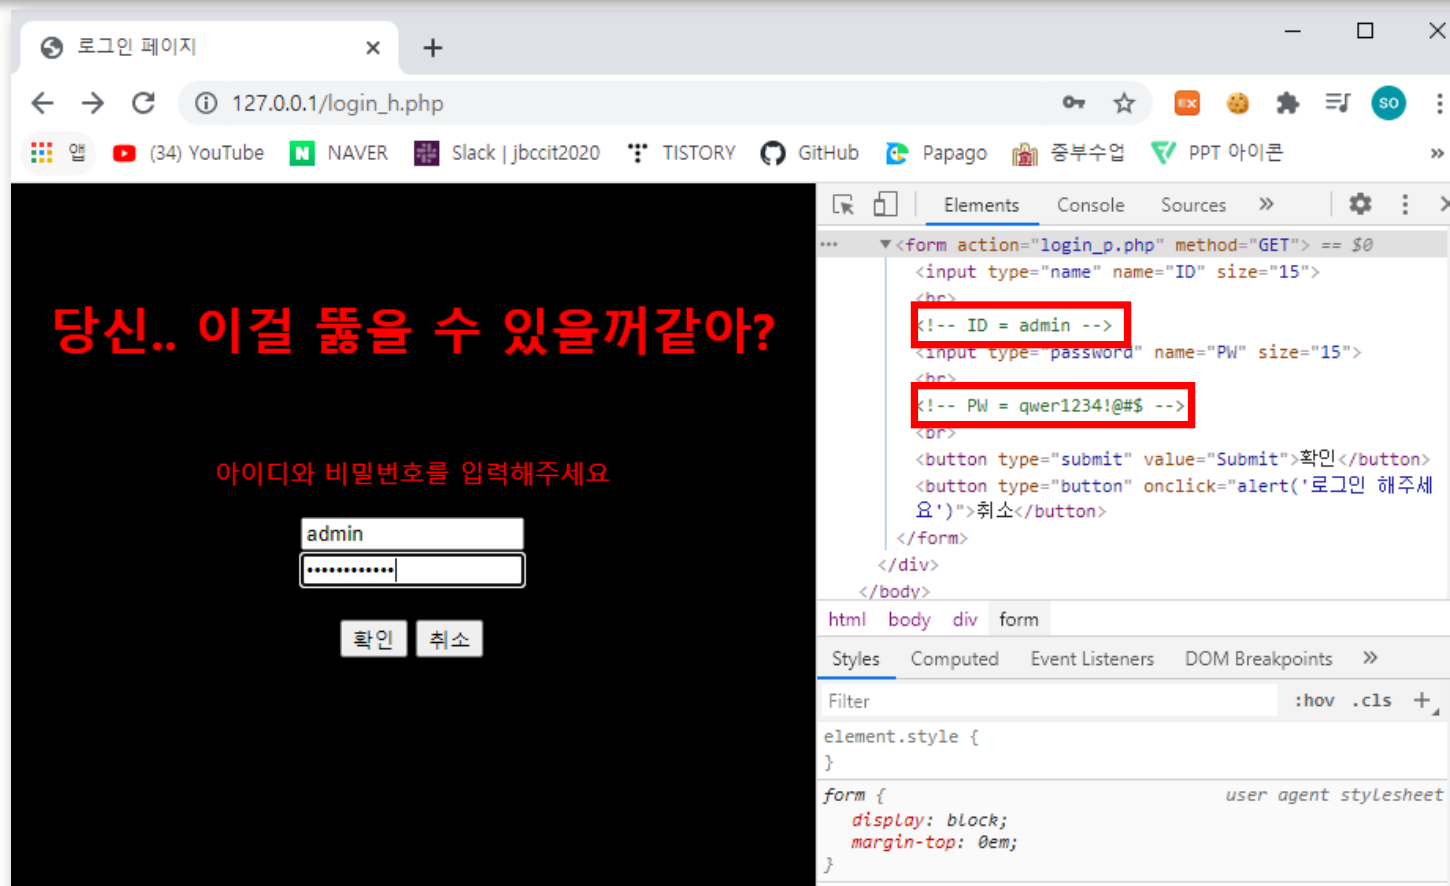 로그인 페이지
127.0.0.1/login_h.php
EX
SO
앱 (34) YouTube N NAVER Slack | jbccit2020 TISTORY GitHub Papago 중부수업 PPT 아이콘 »
당신.. 이걸 뚫을 수 있을꺼같아?
아이디와 비밀번호를 입력해주세요
admin
••••••••••••
확인 취소
Elements Console Sources »
... ▼<form action="login_p.php" method="GET"> == $0
<input type="name" name="ID" size="15">
<br>
<!-- ID = admin -->
<input type="password" name="PW" size="15">
<br>
<!-- PW = qwer1234!@#$ -->
<br>
<button type="submit" value="Submit">확인</button>
<button type="button" onclick="alert('로그인 해주세
요')">취소</button>
</form>
</div>
</body>
html body div form
Styles Computed Event Listeners DOM Breakpoints »
Filter :hov .cls +
element.style {
}
form { user agent stylesheet
display: block;
margin-top: 0em;
}